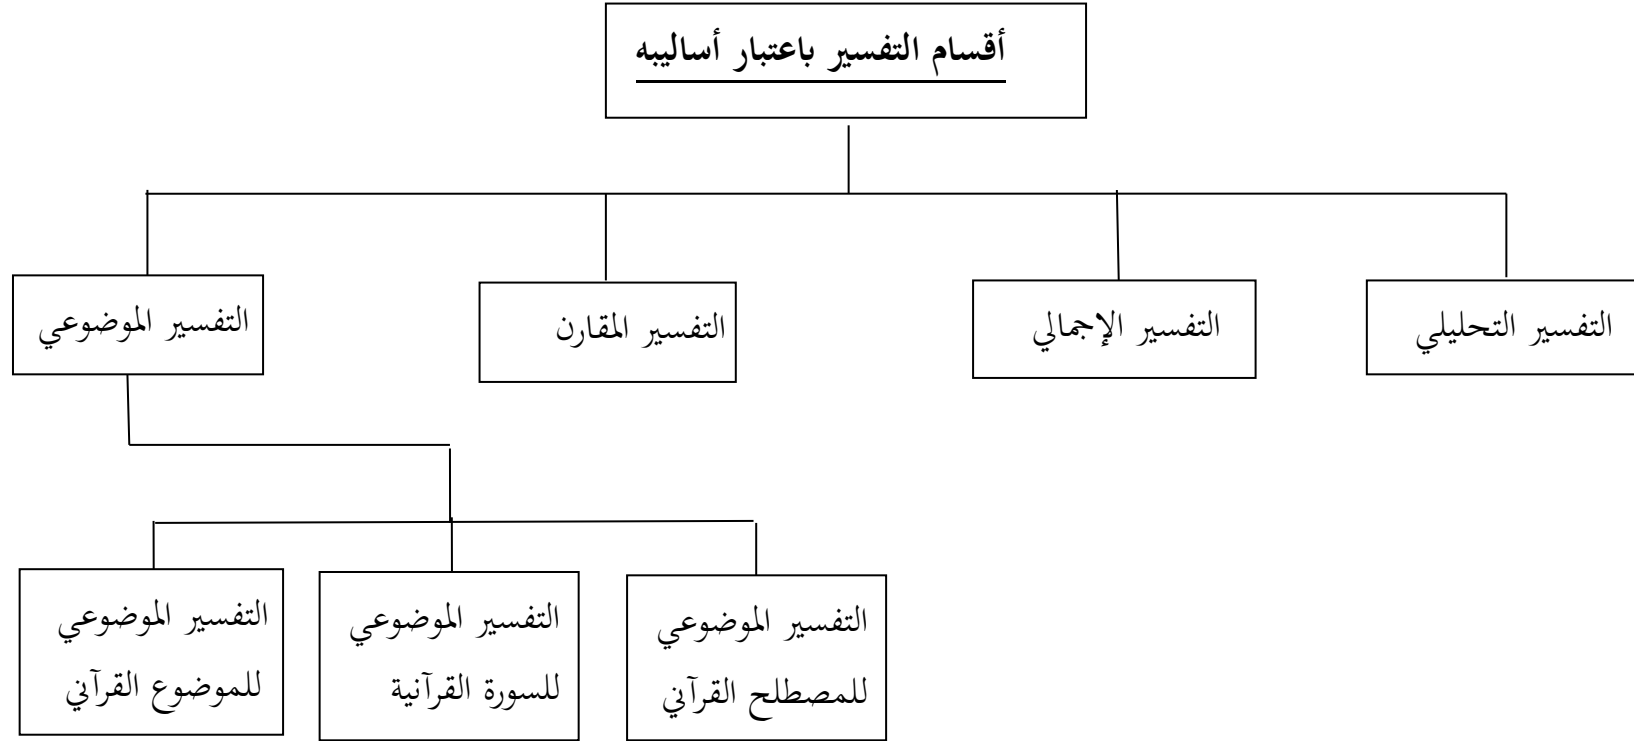 أقسام التفسير باعتبار أساليبه
التفسير التحليلي
التفسير الإجمالي
التفسير المقارن
التفسير الموضوعي
التفسير الموضوعي
للمصطلح القرآني
التفسير الموضوعي
للسورة القرآنية
التفسير الموضوعي
للموضوع القرآني